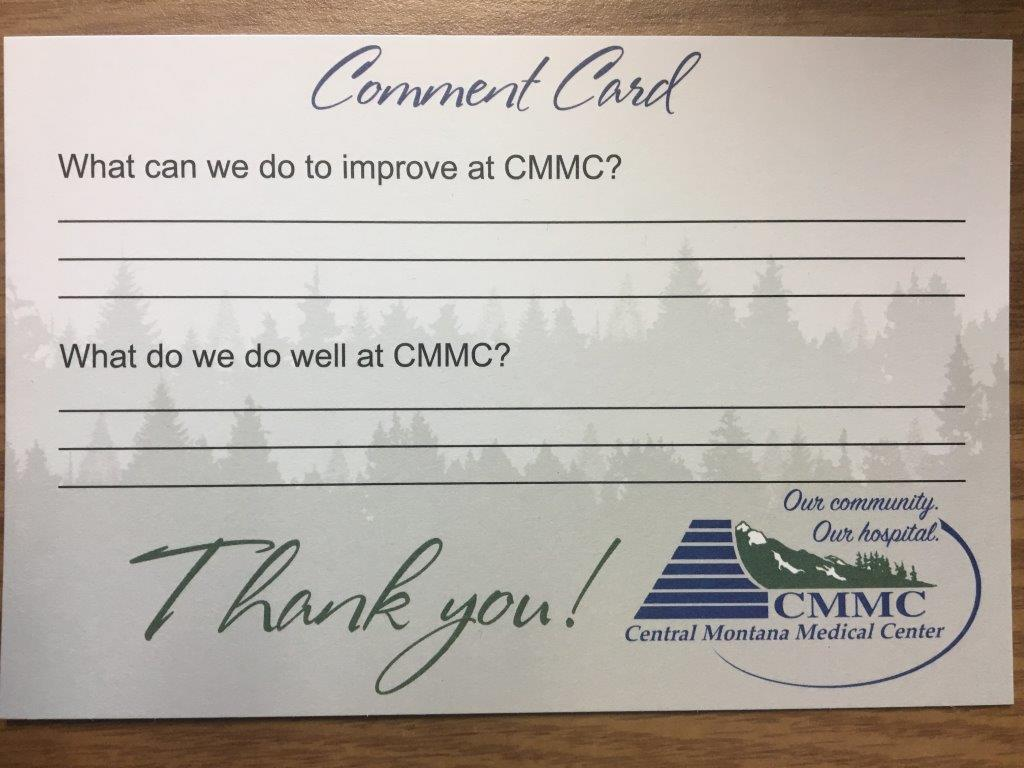 Comment Card
What can we do to improve at CMMC?
What do we do well at CMMC?
Our community.
Our hospital.
Thank you!
CMMC
Central Montana Medical Center